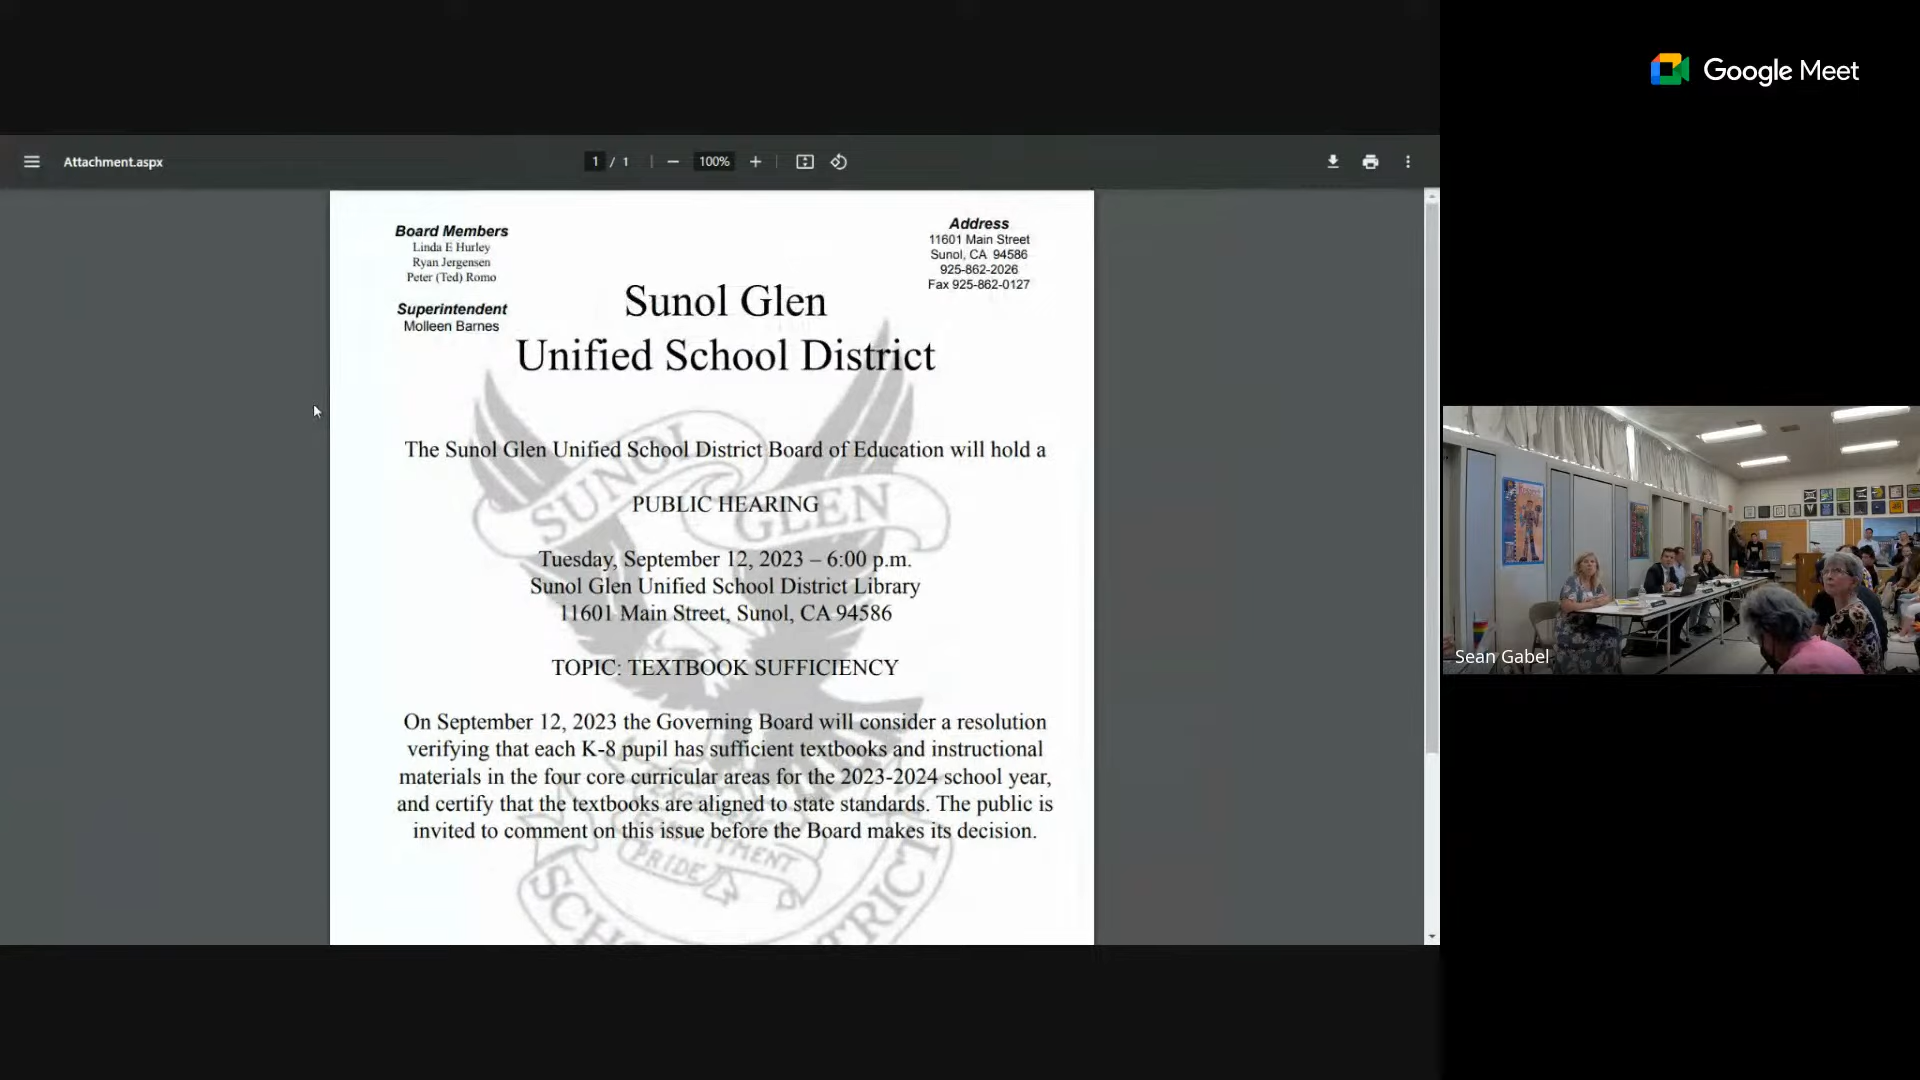 Google Meet
Attachment.aspx
1 / 1
100%
Board Members
Linda E Hurley
Ryan Jergensen
Peter (Ted) Romo
Superintendent
Molleen Barnes
Address
11601 Main Street
Sunol, CA 94586
925-862-2026
Fax 925-862-0127
Sunol Glen
Unified School District
The Sunol Glen Unified School District Board of Education will hold a
PUBLIC HEARING
Tuesday, September 12, 2023 – 6:00 p.m.
Sunol Glen Unified School District Library
11601 Main Street, Sunol, CA 94586
TOPIC: TEXTBOOK SUFFICIENCY
On September 12, 2023 the Governing Board will consider a resolution
verifying that each K-8 pupil has sufficient textbooks and instructional
materials in the four core curricular areas for the 2023-2024 school year,
and certify that the textbooks are aligned to state standards. The public is
invited to comment on this issue before the Board makes its decision.
SUNOL GLEN
COMMITMENT
PRIDE
Sean Gabel